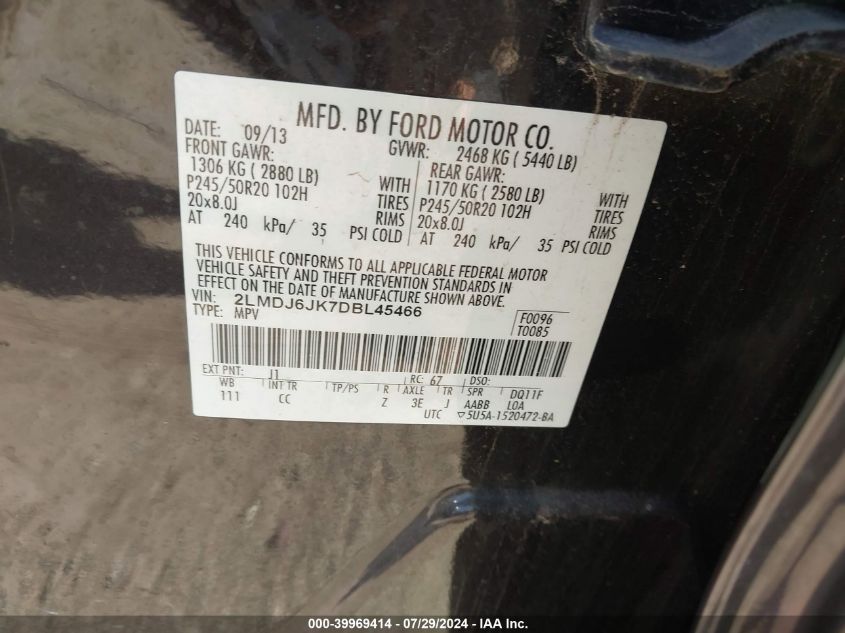 MFD. BY FORD MOTOR CO.
DATE: 09/13 GVWR: 2468 KG ( 5440 LB)
FRONT GAWR: REAR GAWR:
1306 KG ( 2880 LB) WITH 1170 KG ( 2580 LB) WITH
P245/50R20 102H TIRES P245/50R20 102H TIRES
20x8.0J RIMS 20x8.0J RIMS
AT 240 kPa/ 35 PSI COLD AT 240 kPa/ 35 PSI COLD
THIS VEHICLE CONFORMS TO ALL APPLICABLE FEDERAL MOTOR
VEHICLE SAFETY AND THEFT PREVENTION STANDARDS IN
EFFECT ON THE DATE OF MANUFACTURE SHOWN ABOVE.
VIN: 2LMDJ6JK7DBL45466 F0096
TYPE: MPV T0085
EXT PNT: J1 RC: 67 DSO:
WB INT TR TP/PS R AXLE TR SPR DQ11F
111 CC Z 3E J AABB LOA
UTC ▽5U5A-1520472-BA
000-39969414 - 07/29/2024 - IAA Inc.